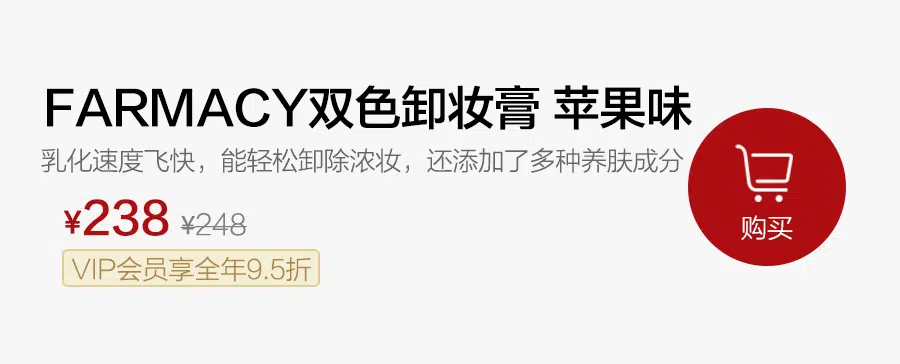 FARMACY双色卸妆膏 苹果味
乳化速度飞快，能轻松卸除浓妆，还添加了多种养肤成分
¥238 ¥248
VIP会员享全年9.5折
购买